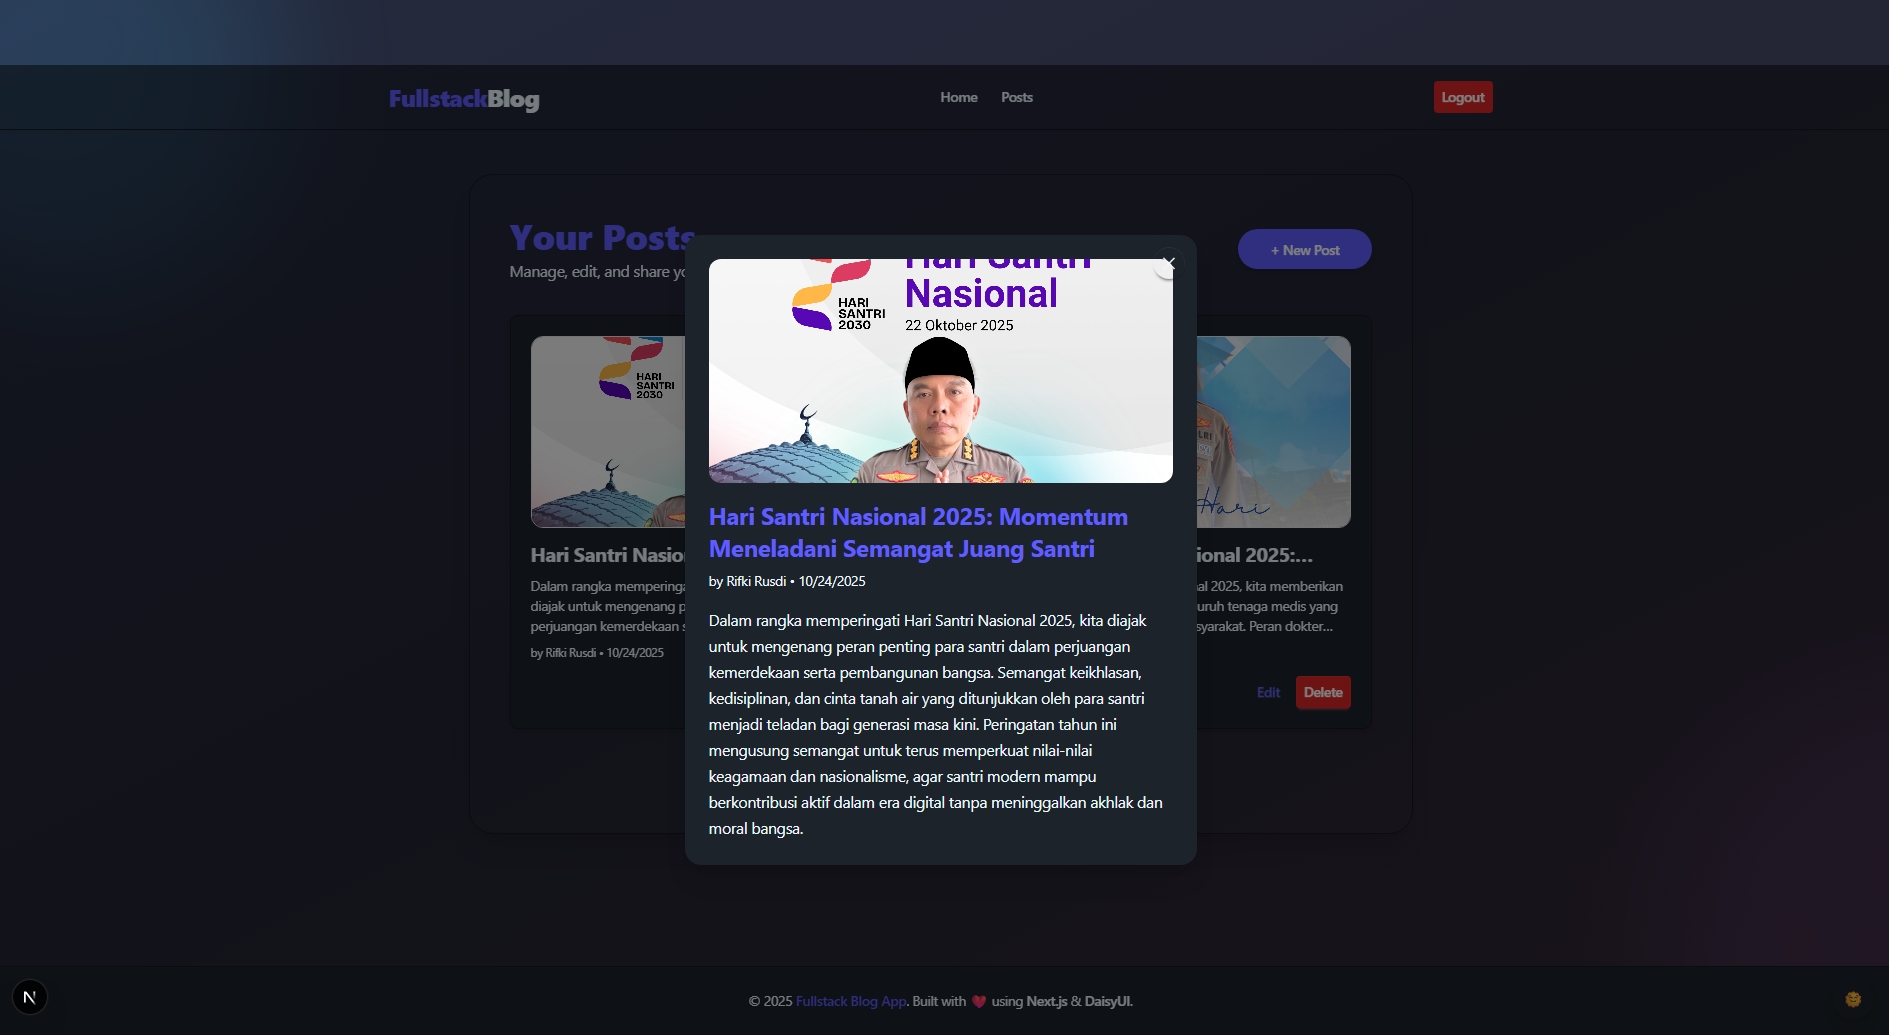 FullstackBlog
Home
Posts
Logout
Your Posts
Manage, edit, and share
+ New Post
HARI
SANTRI
2030
Hari Santri
Nasional
22 Oktober 2025
HARI
SANTRI
2030
Hari Santri Nasional 2025: Momentum
Meneladani Semangat Juang Santri
by Rifki Rusdi • 10/24/2025
Dalam rangka memperingati Hari Santri Nasional 2025, kita diajak
untuk mengenang peran penting para santri dalam perjuangan
kemerdekaan serta pembangunan bangsa. Semangat keikhlasan,
kedisiplinan, dan cinta tanah air yang ditunjukkan oleh para santri
menjadi teladan bagi generasi masa kini. Peringatan tahun ini
mengusung semangat untuk terus memperkuat nilai-nilai
keagamaan dan nasionalisme, agar santri modern mampu
berkontribusi aktif dalam era digital tanpa meninggalkan akhlak dan
moral bangsa.
Hari Santri
Dalam rangka
diajak untuk mengenang
perjuangan kemerdekaan
by Rifki Rusdi • 10/24/2025
Hari
2025:...
2025, kita memberikan
tenaga medis yang
Peran dokter...
Edit
Delete
© 2025 Fullstack Blog App. Built with ❤️ using Next.js & DaisyUI.
N